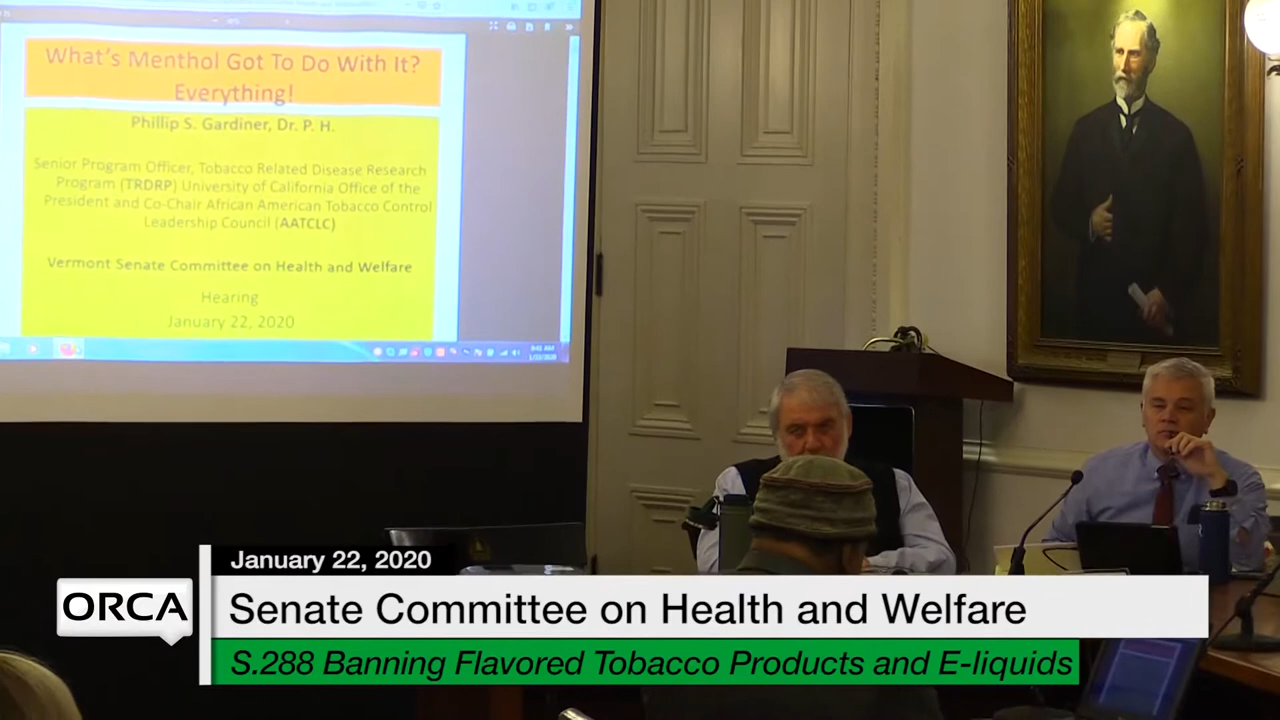 What's Menthol Got To Do With It?
Everything!
Phillip S. Gardiner, Dr. P. H.
Senior Program Officer, Tobacco Related Disease Research
Program (TRDRP) University of California Office of the
President and Co-Chair African American Tobacco Control
Leadership Council (AATCLC)
Vermont Senate Committee on Health and Welfare
Hearing
January 22, 2020
January 22, 2020
ORCA
Senate Committee on Health and Welfare
S.288 Banning Flavored Tobacco Products and E-liquids